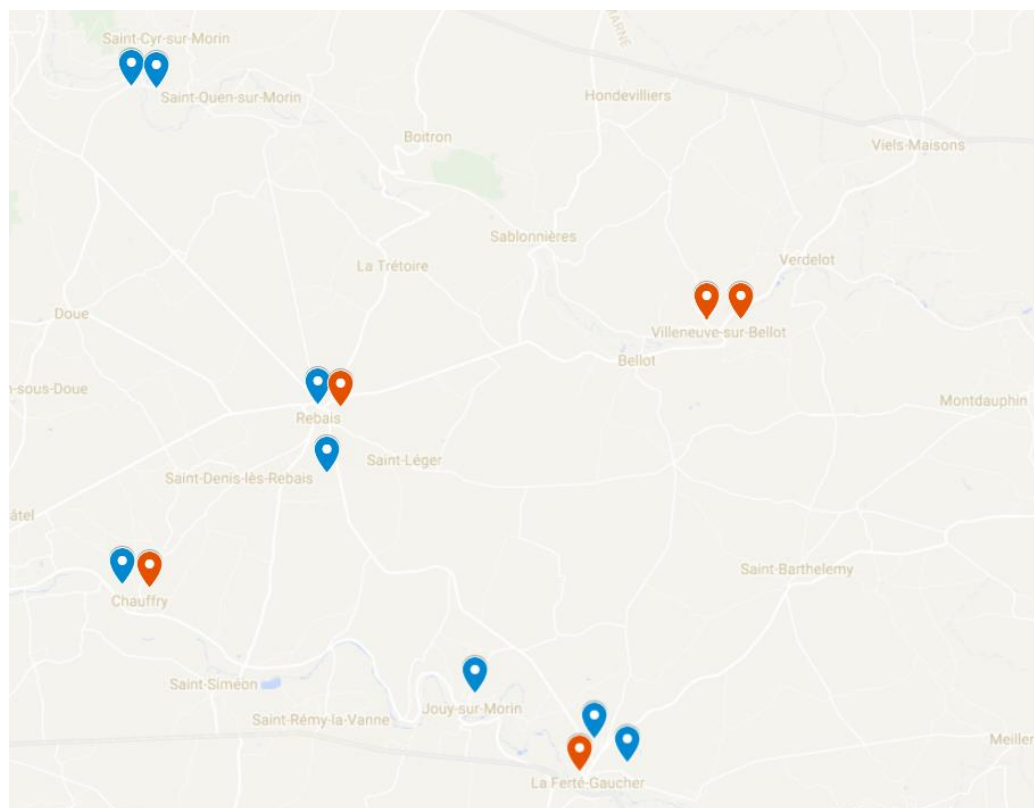 Saint-Cyr-sur-Morin
MARNE
Saint-Ouen-sur-Morin
Hondevilliers
Boitron
Viels-Maisons
Sablonnières
La Trétoire
Verdelot
Doue
Villeneuve-sur-Bellot
Bellot
n-sous-Doue
Montdauphin
Rebais
Saint-Léger
Saint-Denis-lès-Rebais
âtel
Saint-Barthelemy
Chauffry
Saint-Siméon
Jouy-sur-Morin
Saint-Rémy-la-Vanne
Meiller
La Ferté-Gaucher